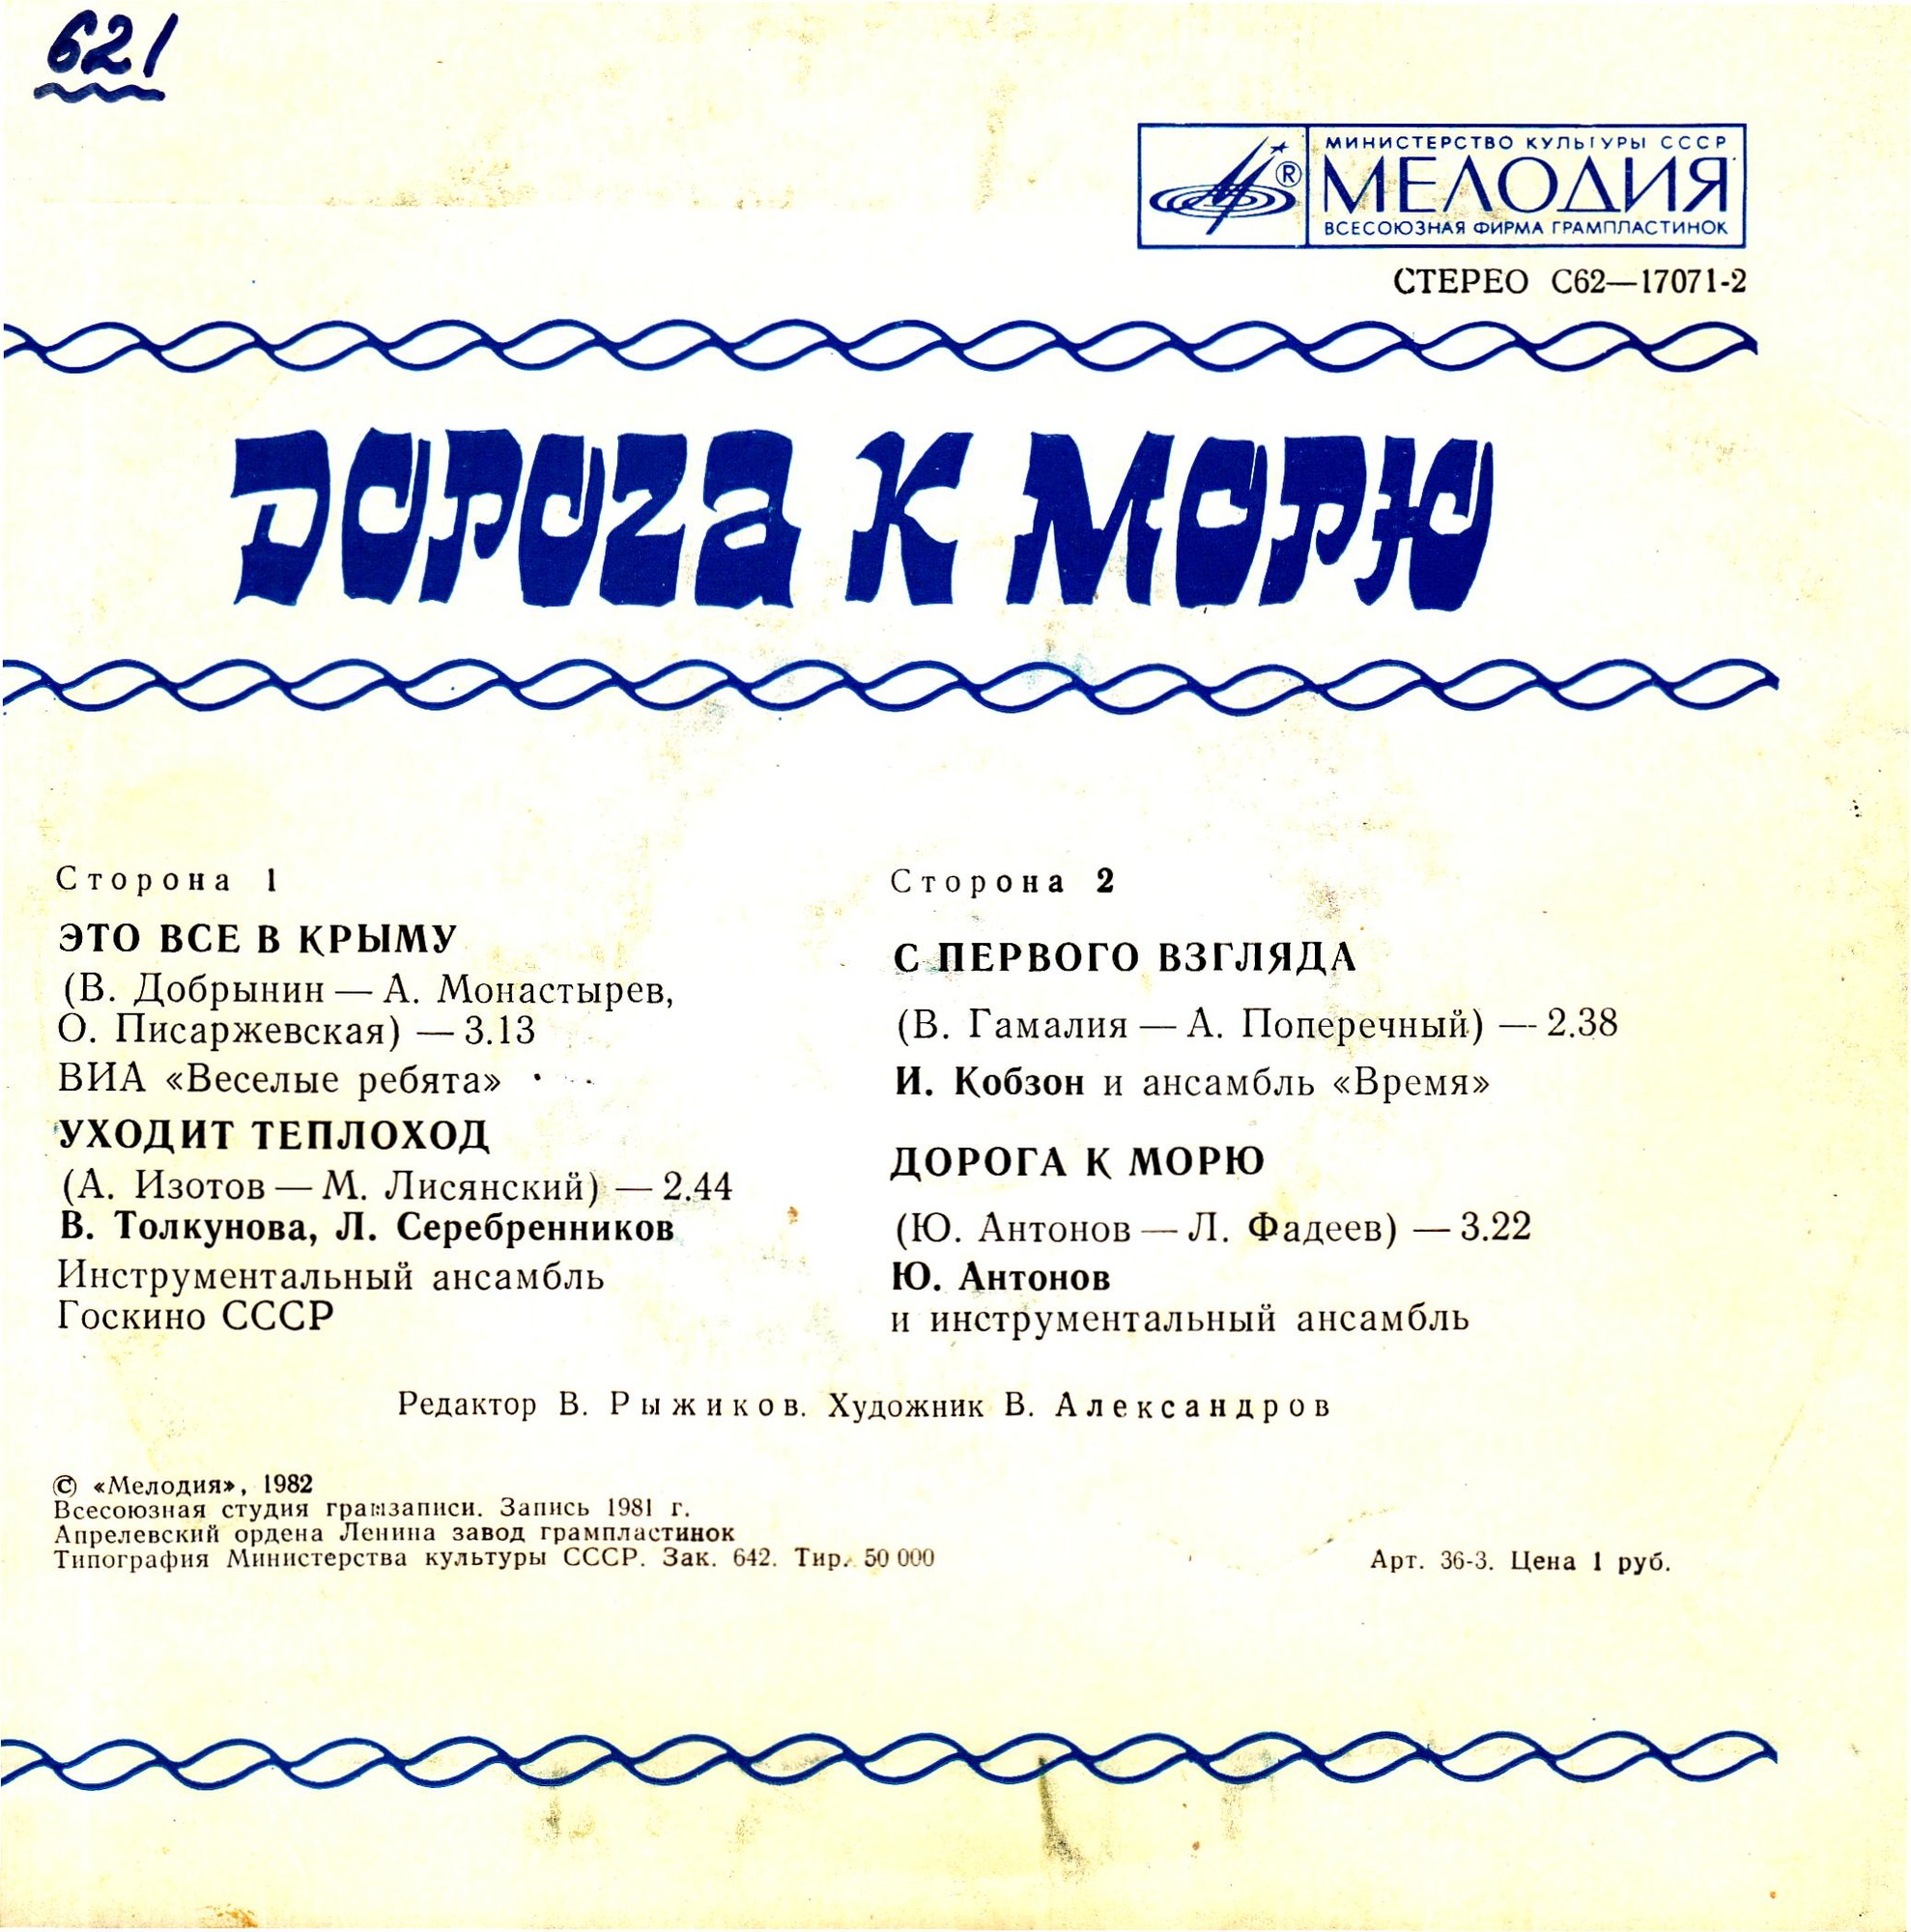 621
МИНИСТЕРСТВО КУЛЬТУРЫ СССР
МЕЛОДИЯ
®
ВСЕСОЮЗНАЯ ФИРМА ГРАМПЛАСТИНОК
СТЕРЕО С62—17071-2
ДОРОГА К МОРЮ
Сторона 1
ЭТО ВСЕ В КРЫМУ
(В. Добрынин — А. Монастырев,
О. Писаржевская) — 3.13
ВИА «Веселые ребята»
УХОДИТ ТЕПЛОХОД
(А. Изотов — М. Лисянский) — 2.44
В. Толкунова, Л. Серебренников
Инструментальный ансамбль
Госкино СССР
Сторона 2
С ПЕРВОГО ВЗГЛЯДА
(В. Гамалия — А. Поперечный) — 2.38
И. Кобзон и ансамбль «Время»
ДОРОГА К МОРЮ
(Ю. Антонов — Л. Фадеев) — 3.22
Ю. Антонов
и инструментальный ансамбль
Редактор В. Рыжиков. Художник В. Александров
© «Мелодия», 1982
Всесоюзная студия грамзаписи. Запись 1981 г.
Апрелевский ордена Ленина завод грампластинок
Типография Министерства культуры СССР. Зак. 642. Тир. 50 000
Арт. 36-3. Цена 1 руб.